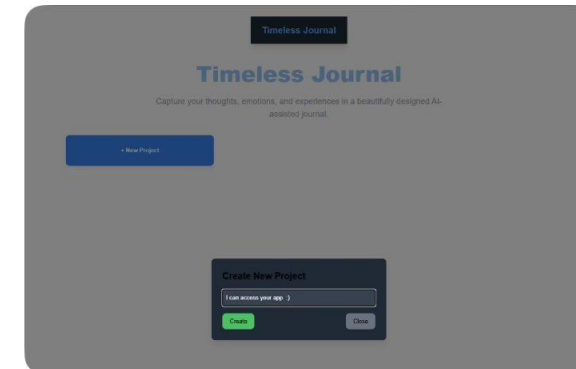 Timeless Journal
Timeless Journal
Capture your thoughts, emotions, and experiences in a beautifully designed AI-
assisted journal.
+ New Project
Create New Project
I can access your app :)
Create
Close